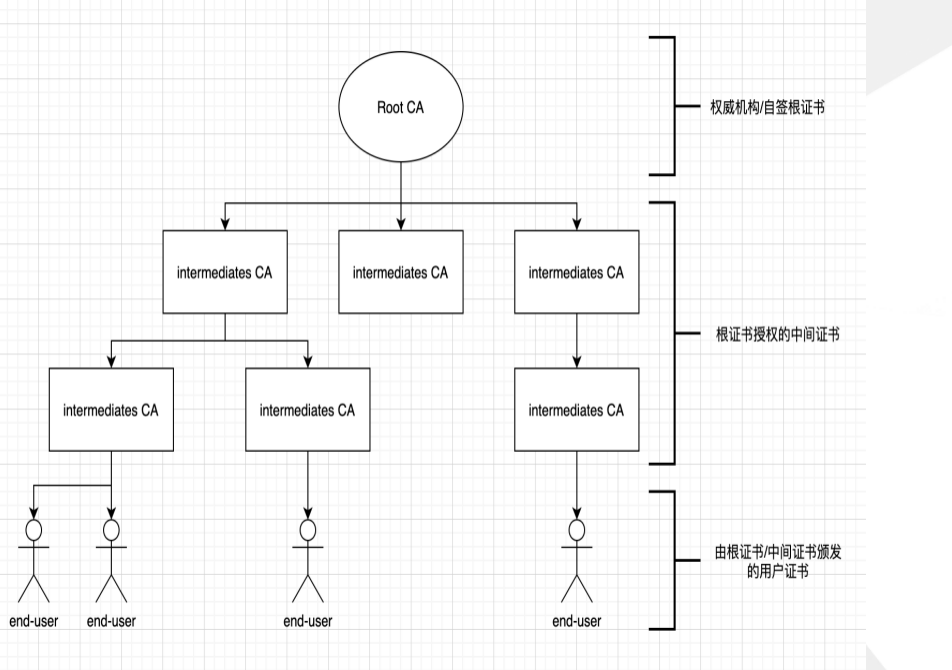 Root CA
权威机构/自签根证书
intermediates CA
intermediates CA
intermediates CA
根证书授权的中间证书
intermediates CA
intermediates CA
intermediates CA
由根证书/中间证书颁发
的用户证书
end-user
end-user
end-user
end-user